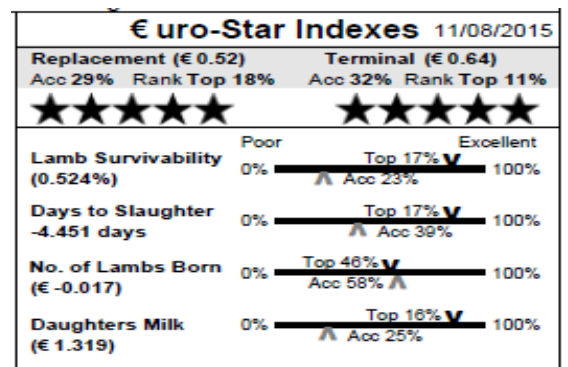 € uro-Star Indexes 11/08/2015
Replacement (€ 0.52) Terminal (€ 0.64)
Acc 29% Rank Top 18% Acc 32% Rank Top 11%
★★★★★ ★★★★★
Poor Excellent
Lamb Survivability (0.524%) 0% Top 17% Acc 23% 100%
Days to Slaughter -4.451 days 0% Top 17% Acc 39% 100%
No. of Lambs Born (€ -0.017) 0% Top 46% Acc 58% 100%
Daughters Milk (€ 1.319) 0% Top 16% Acc 25% 100%